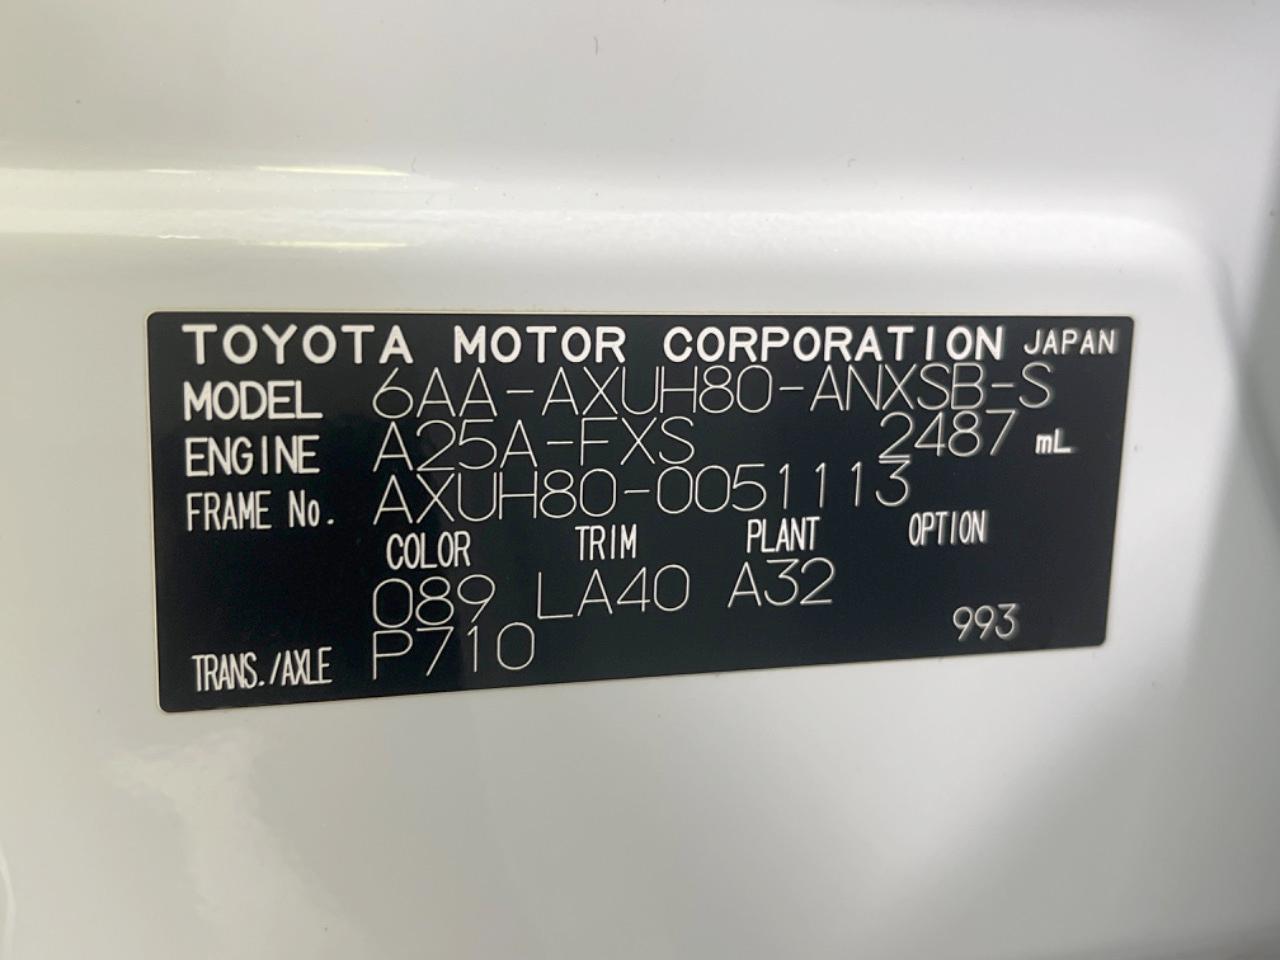 TOYOTA MOTOR CORPORATION JAPAN
MODEL 6AA-AXUH80-ANXSB-S
ENGINE A25A-FXS 2487 mL
FRAME No. AXUH80-0051113
COLOR TRIM PLANT OPTION
089 LA40 A32
TRANS./AXLE P710 993